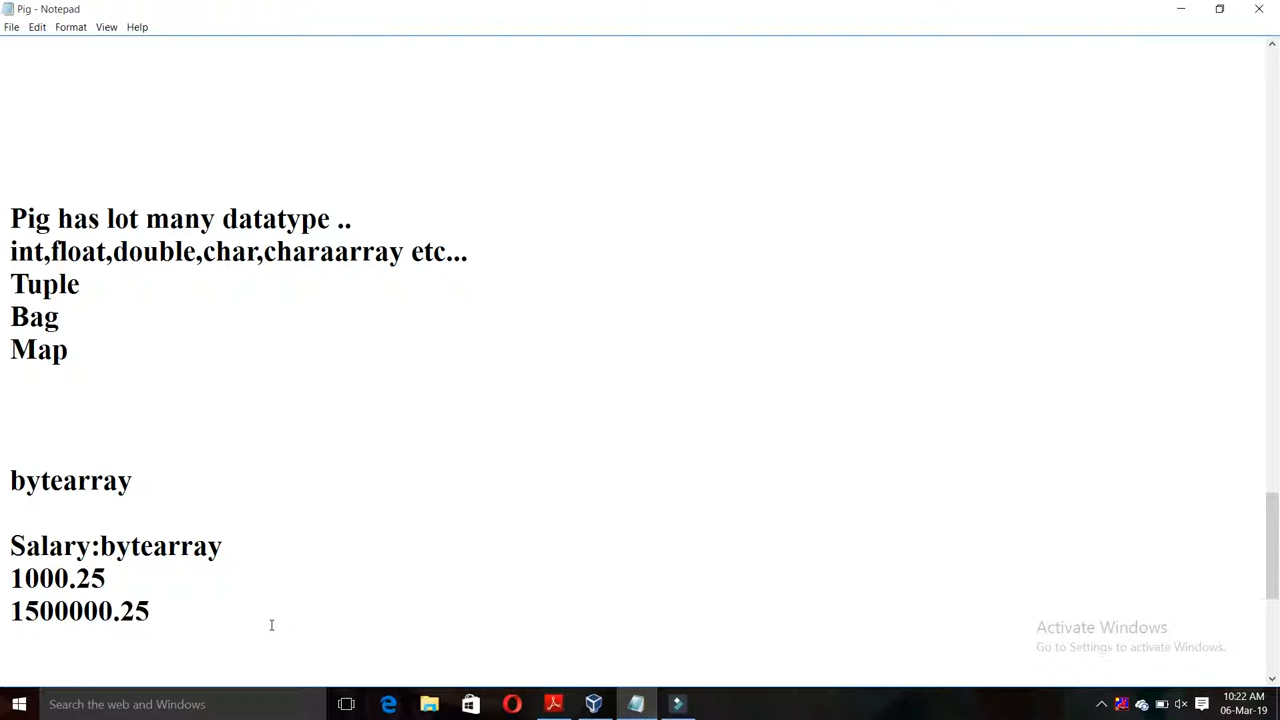 Pig - Notepad
File Edit Format View Help
Pig has lot many datatype ..
int,float,double,char,charaarray etc...
Tuple
Bag
Map
bytearray
Salary:bytearray
1000.25
1500000.25
Activate Windows
Go to Settings to activate Windows.
Search the web and Windows
10:22 AM
06-Mar-19